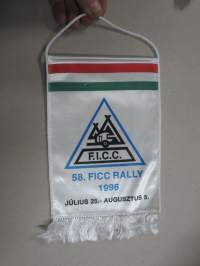 F.I.C.C.
58. FICC RALLY
1996
JÚLIUS 25.- AUGUSZTUS 5.